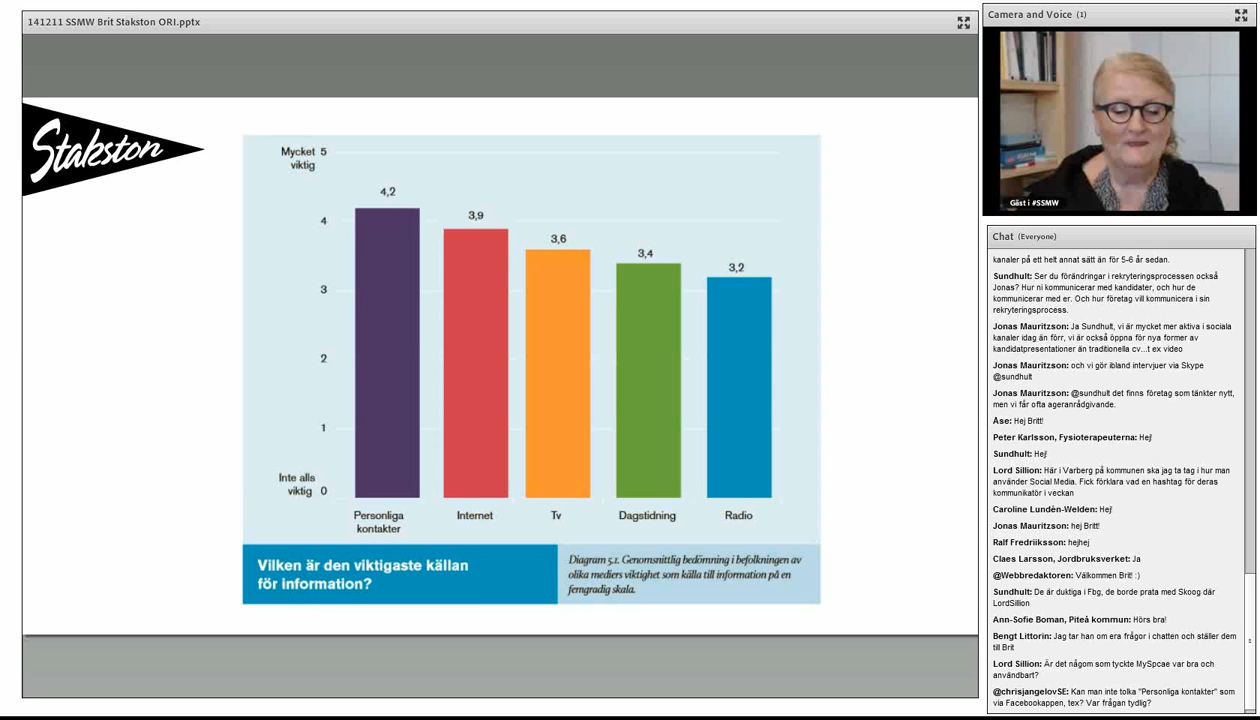 141211 SSMW Brit Stakston ORI.pptx
Stakston
Mycket 5
viktig
4
3
2
1
Inte alls
viktig 0
4,2
3,9
3,6
3,4
3,2
Personliga
kontakter
Internet
Tv
Dagstidning
Radio
Vilken är den viktigaste källan
för information?
Diagram 5.1. Genomsnittlig bedömning i befolkningen av
olika mediers viktighet som källa till information på en
femgradig skala.
Camera and Voice (1)
Gäst i #SSMW
Chat (Everyone)
kanaler på ett helt annat sätt än för 5-6 år sedan.
Sundhult: Ser du förändringar i rekryteringsprocessen också
Jonas? Hur ni kommunicerar med kandidater, och hur de
kommunicerar med er. Och hur företag vill kommunicera i sin
rekryteringsprocess.
Jonas Mauritzson: Ja Sundhult, vi är mycket mer aktiva i sociala
kanaler idag än förr, vi är också öppna för nya former av
kandidatpresentationer än traditionella cv...t ex video
Jonas Mauritzson: och vi gör ibland intervjuer via Skype
@sundhult
Jonas Mauritzson: @sundhult det finns företag som tänkter nytt,
men vi får ofta ageranrådgivande.
Åse: Hej Britt!
Peter Karlsson, Fysioterapeuterna: Hej!
Sundhult: Hej!
Lord Sillion: Här i Varberg på kommunen ska jag ta tag i hur man
använder Social Media. Fick förklara vad en hashtag för deras
kommunikatör i veckan
Caroline Lundèn-Welden: Hej!
Jonas Mauritzson: hej Britt!
Ralf Fredriiksson: hejhej
Claes Larsson, Jordbruksverket: Ja
@Webbredaktoren: Välkommen Brit! :)
Sundhult: De är duktiga i Fbg, de borde prata med Skoog där
LordSillion
Ann-Sofie Boman, Piteå kommun: Hörs bra!
Bengt Littorin: Jag tar han om era frågor i chatten och ställer dem
till Brit
Lord Sillion: Är det någom som tyckte MySpcae var bra och
användbart?
@chrisjangelovSE: Kan man inte tolka "Personliga kontakter" som
via Facebookappen, tex? Var frågan tydlig?